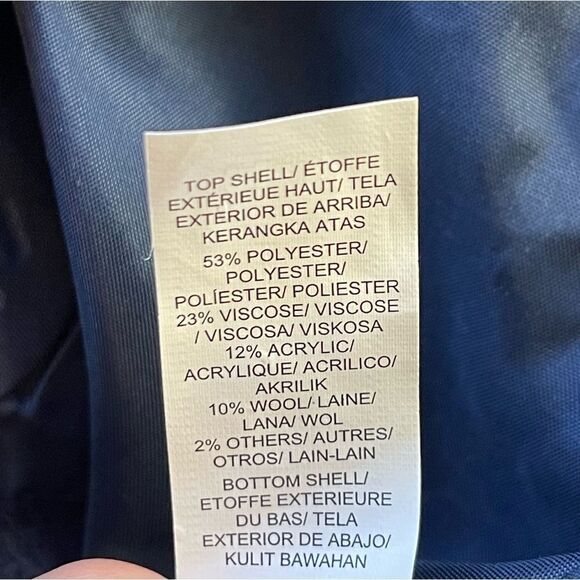 TOP SHELL/ ÉTOFFE
EXTÉRIEURE HAUT/ TELA
EXTERIOR DE ARRIBA/
KERANGKA ATAS
53% POLYESTER/
POLYESTER/
POLÍESTER/ POLIESTER
23% VISCOSE/ VISCOSE
/ VISCOSA/ VISKOSA
12% ACRYLIC/
ACRYLIQUE/ ACRILICO/
AKRILIK
10% WOOL/ LAINE/
LANA/ WOL
2% OTHERS/ AUTRES/
OTROS/ LAIN-LAIN
BOTTOM SHELL/
ETOFFE EXTERIEURE
DU BAS/ TELA
EXTERIOR DE ABAJO/
KULIT BAWAHAN